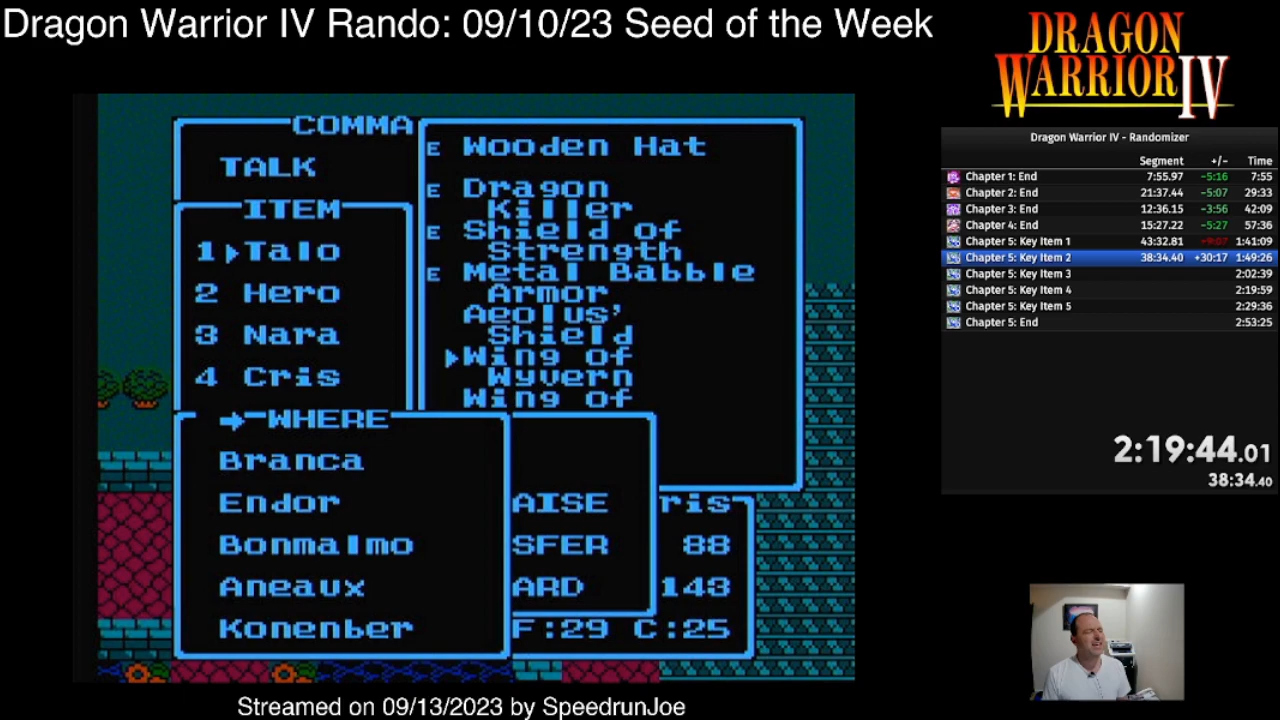 Dragon Warrior IV Rando: 09/10/23 Seed of the Week
DRAGON
WARRIOR IV
COMMA
TALK
ITEM
1 Talo
2 Hero
3 Nara
4 Cris
E Wooden Hat
E Dragon
Killer
E Shield of
Strength
E Metal Babble
Armor
Aeolus'
Shield
Wing of
Wyvern
Wing of
WHERE
Branca
Endor
Bonmalmo
Aneaux
Konenber
AISE
SFER
ARD
F:29 C:25
ris
88
143
Dragon Warrior IV - Randomizer
Segment +/- Time
Chapter 1: End 7:55.97 -5:16 7:55
Chapter 2: End 21:37.44 -5:07 29:33
Chapter 3: End 12:36.15 -3:56 42:09
Chapter 4: End 15:27.22 -5:27 57:36
Chapter 5: Key Item 1 43:32.81 +9:07 1:41:09
Chapter 5: Key Item 2 38:34.40 +30:17 1:49:26
Chapter 5: Key Item 3 2:02:39
Chapter 5: Key Item 4 2:19:59
Chapter 5: Key Item 5 2:29:36
Chapter 5: End 2:53:25
2:19:44.01
38:34.40
Streamed on 09/13/2023 by SpeedrunJoe